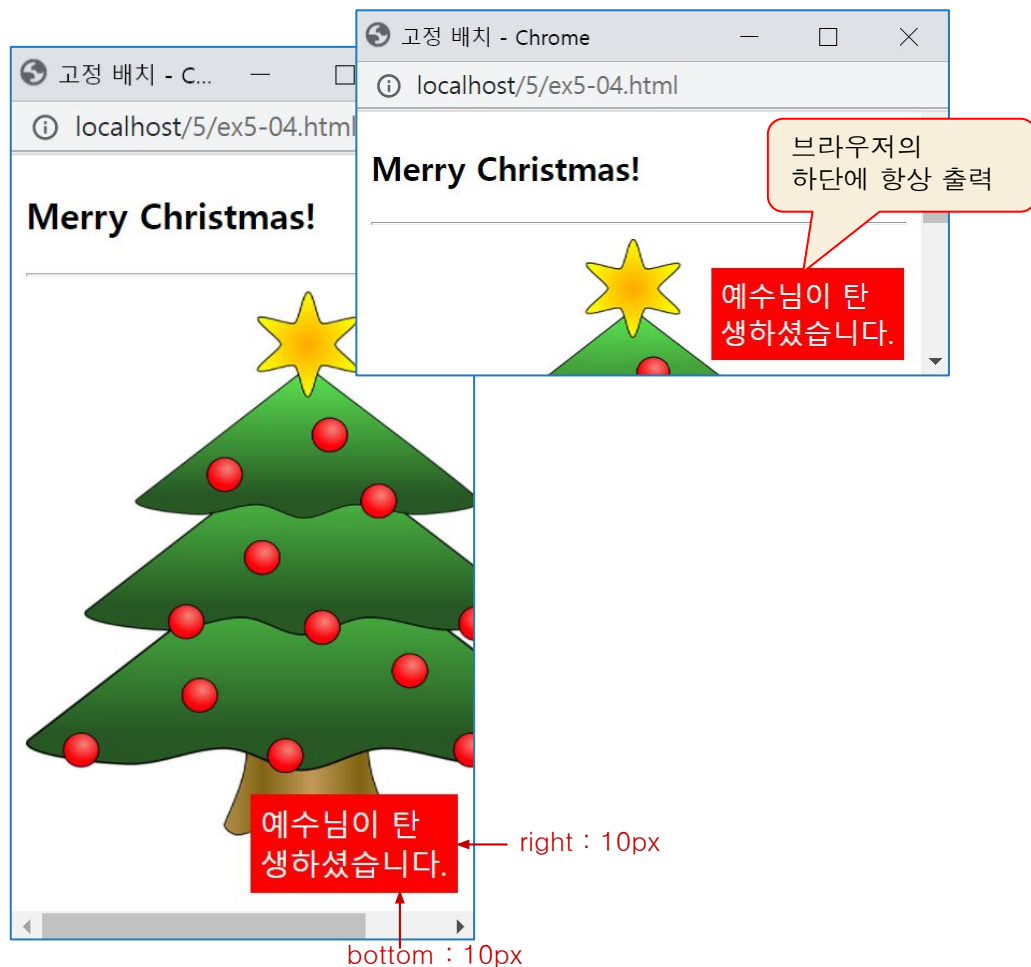 고정 배치 - C...
localhost/5/ex5-04.html
Merry Christmas!
예수님이 탄
생하셨습니다.
right : 10px
bottom : 10px
고정 배치 - Chrome
localhost/5/ex5-04.html
Merry Christmas!
브라우저의
하단에 항상 출력
예수님이 탄
생하셨습니다.